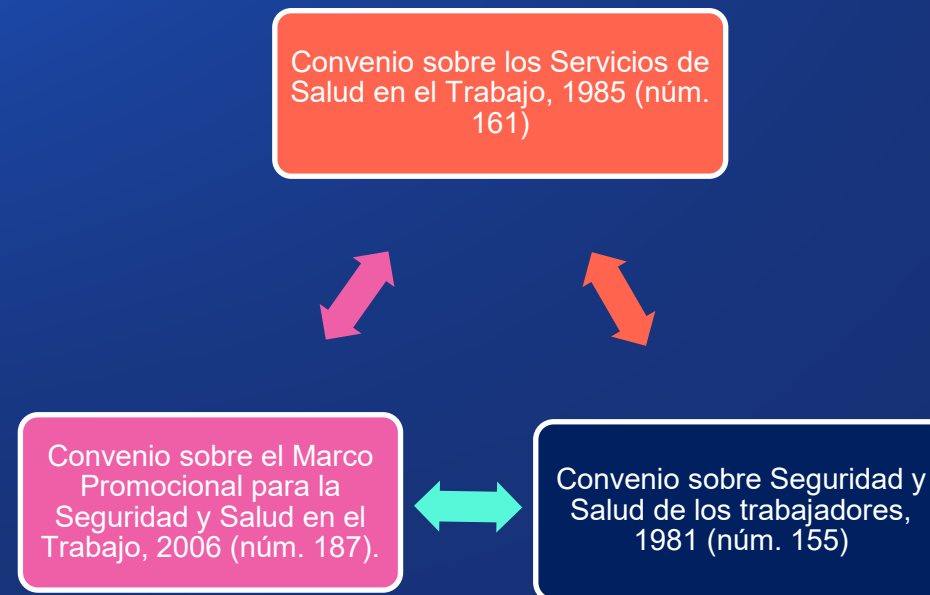 Convenio sobre los Servicios de
Salud en el Trabajo, 1985 (núm.
161)
Convenio sobre el Marco
Promocional para la
Seguridad y Salud en el
Trabajo, 2006 (núm. 187).
Convenio sobre Seguridad y
Salud de los trabajadores,
1981 (núm. 155)